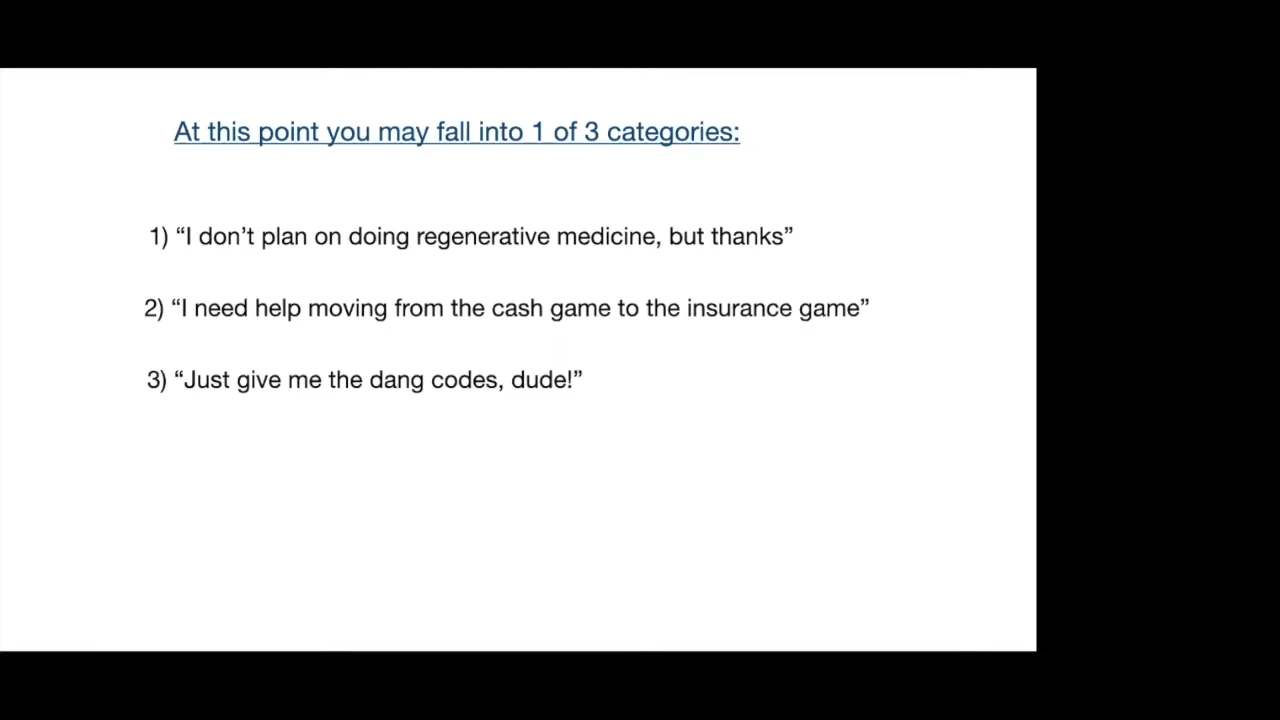 At this point you may fall into 1 of 3 categories:
1) “I don’t plan on doing regenerative medicine, but thanks”
2) “I need help moving from the cash game to the insurance game”
3) “Just give me the dang codes, dude!”